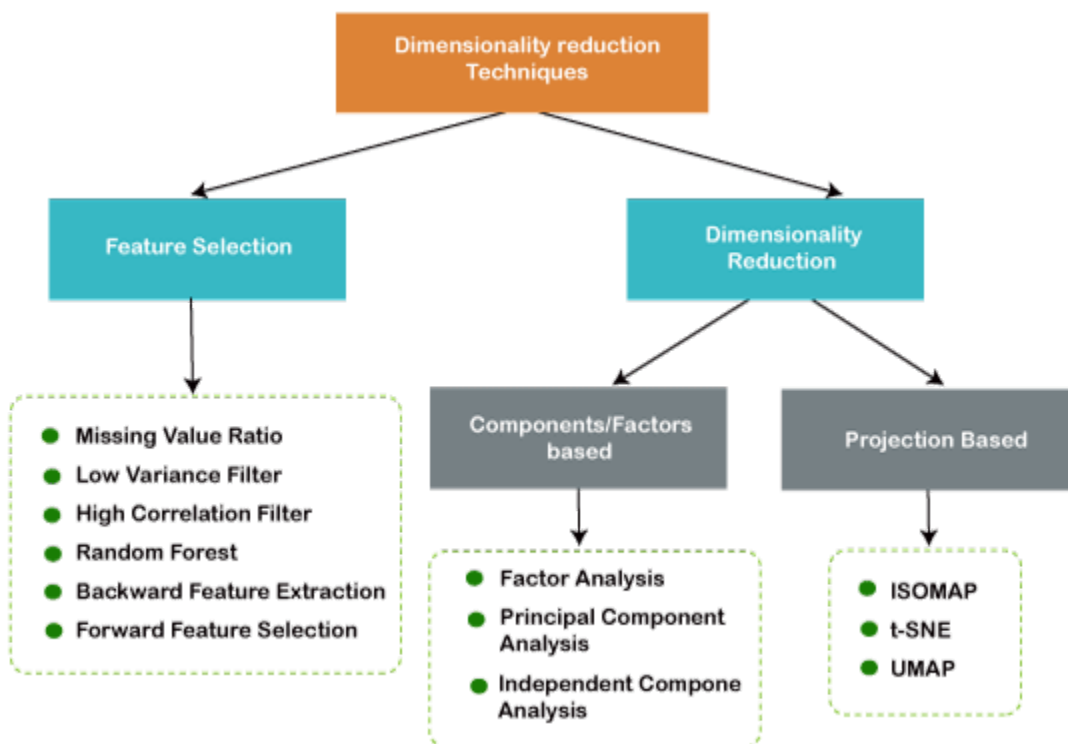 Dimensionality reduction
Techniques
Feature Selection
Dimensionality
Reduction
Missing Value Ratio
Low Variance Filter
High Correlation Filter
Random Forest
Backward Feature Extraction
Forward Feature Selection
Components/Factors
based
Projection Based
Factor Analysis
Principal Component
Analysis
Independent Compone
Analysis
ISOMAP
t-SNE
UMAP